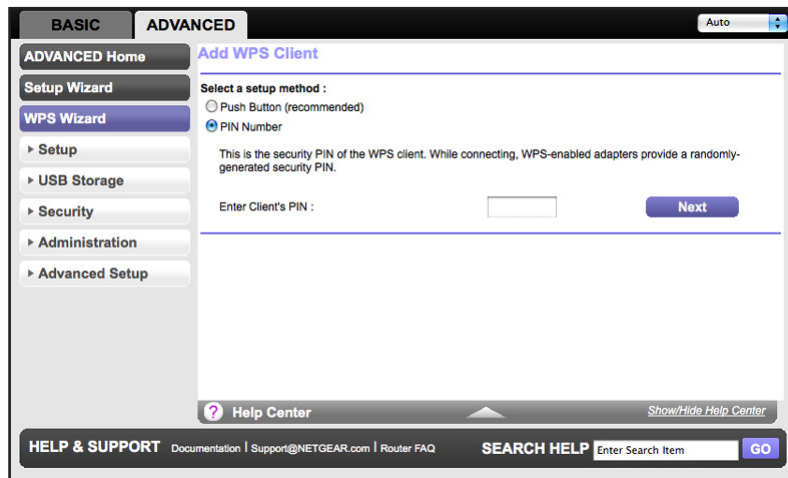 BASIC
ADVANCED
Auto
ADVANCED Home
Setup Wizard
WPS Wizard
Setup
USB Storage
Security
Administration
Advanced Setup
Add WPS Client
Select a setup method :
Push Button (recommended)
PIN Number
This is the security PIN of the WPS client. While connecting, WPS-enabled adapters provide a randomly-
generated security PIN.
Enter Client's PIN :
Next
? Help Center
Show/Hide Help Center
HELP & SUPPORT Documentation | Support@NETGEAR.com | Router FAQ
SEARCH HELP Enter Search Item GO